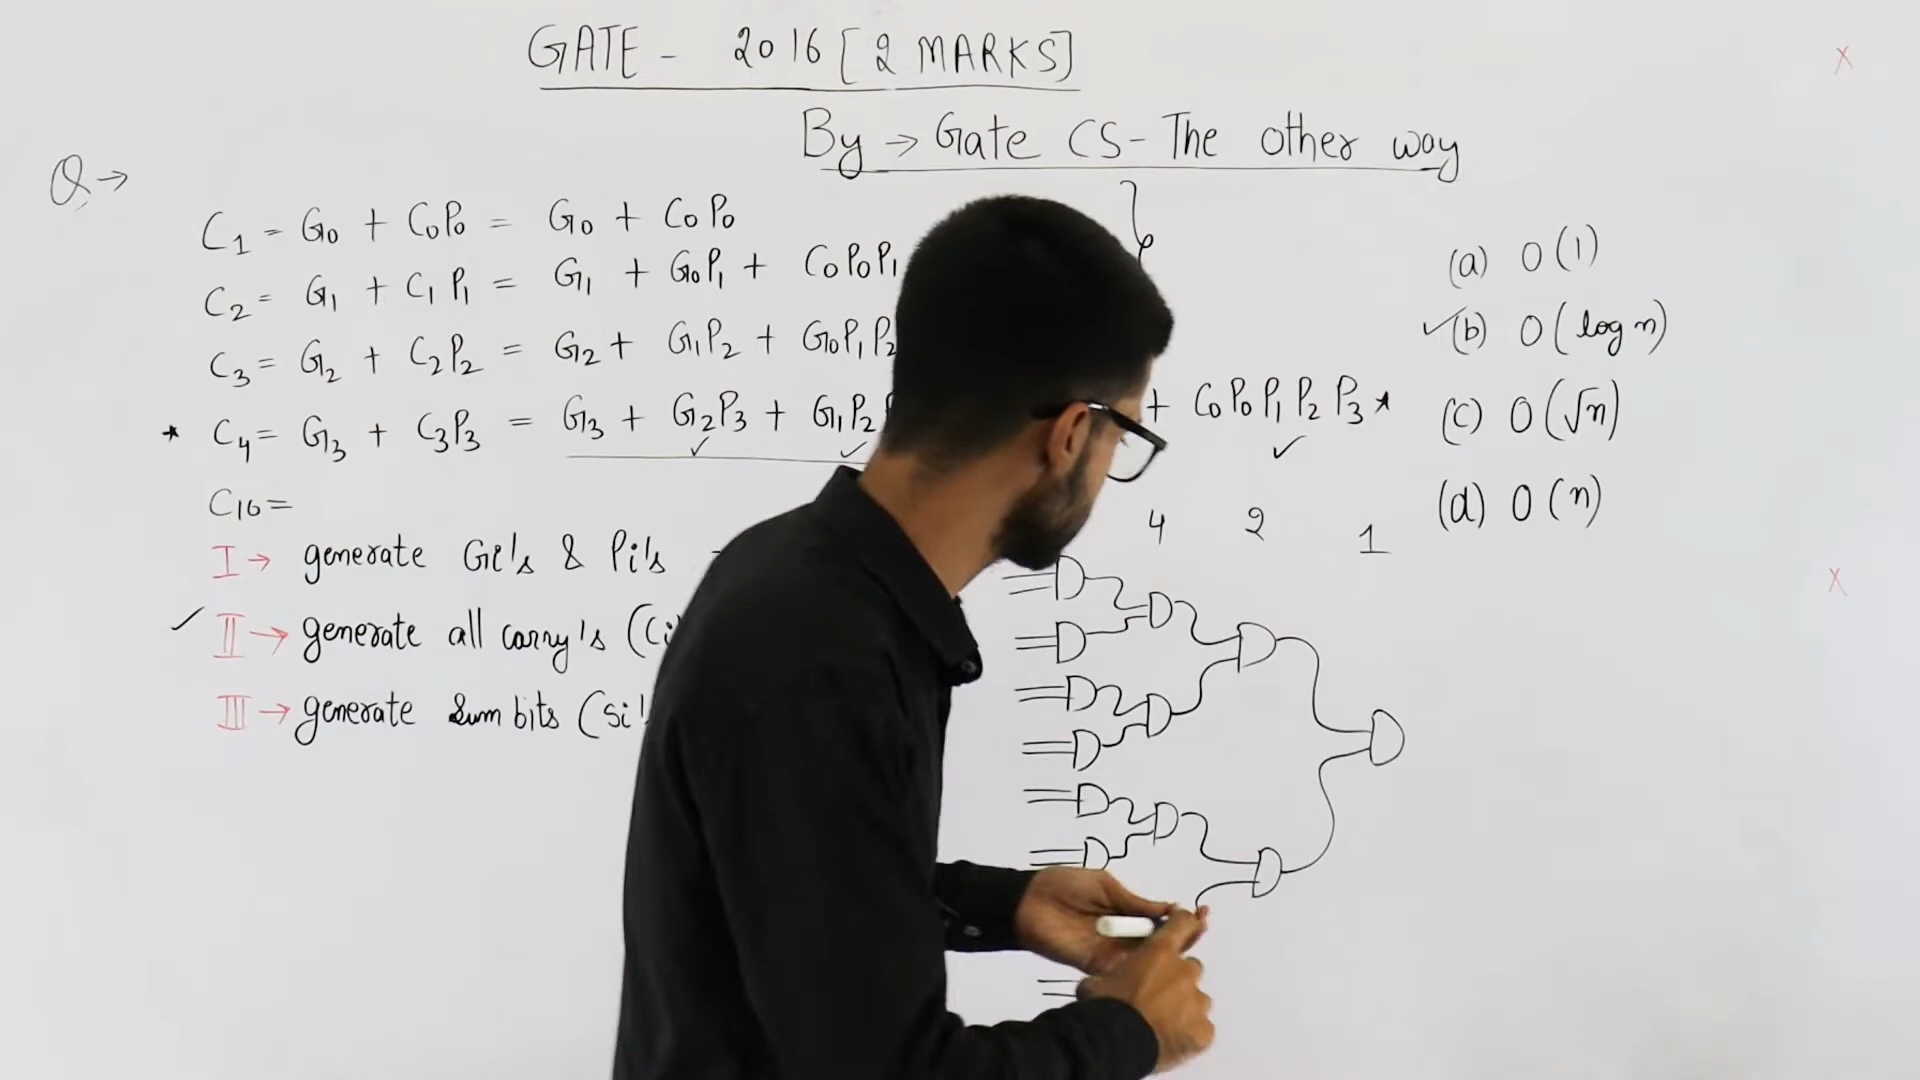 GATE - 2016 [2 MARKS]
By → Gate CS - The other way
Q →
C1 = G0 + C0P0 = G0 + C0P0
C2 = G1 + C1P1 = G1 + G0P1 + C0P0P1
C3 = G2 + C2P2 = G2 + G1P2 + G0P1P2
* C4 = G3 + C3P3 = G3 + G2P3 + G1P2 + C0P0P1P2P3 *
C16 =
I → generate Gi's & Pi's
✓ II → generate all carry's (Ci
III → generate sum bits (Si'
(a) O(1)
✓(b) O(log n)
(c) O(√n)
(d) O(n)
4 2 1
X
X